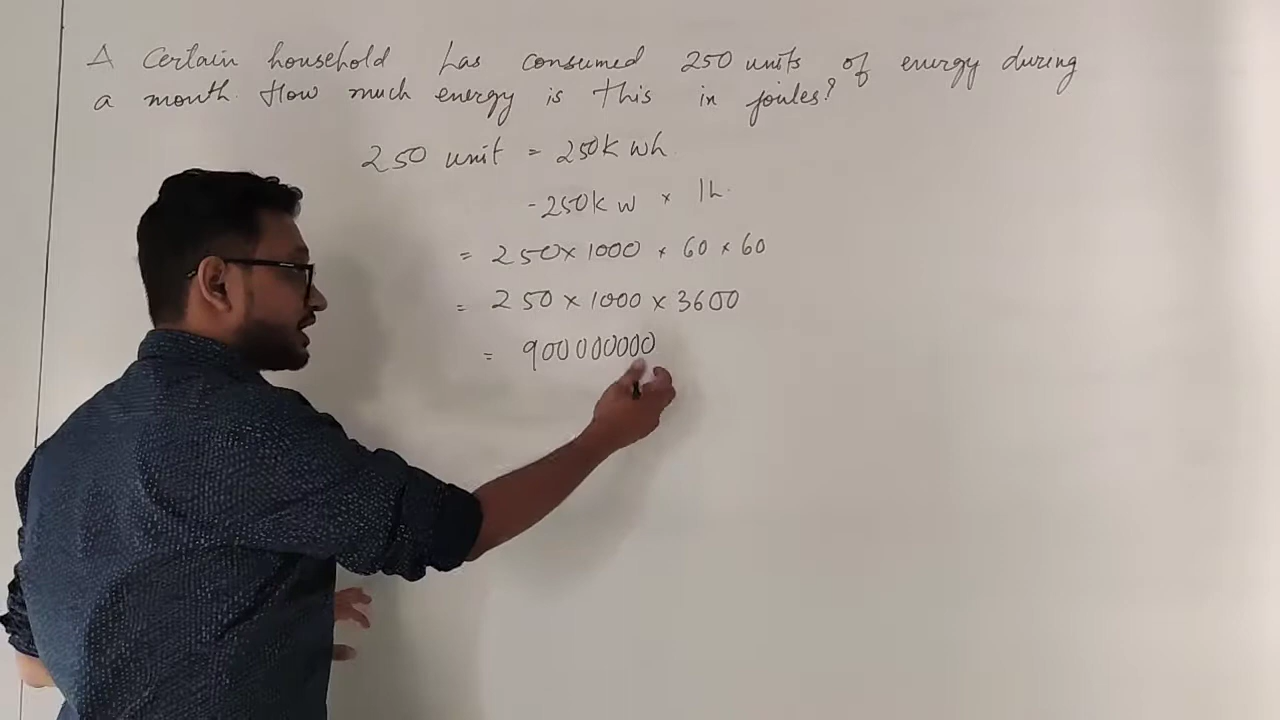 A certain household has consumed 250 units of energy during
a month. How much energy is this in joules?
250 unit = 250k wh
- 250k w × 1h.
= 250×1000 × 60 × 60
= 250 × 1000 × 3600
= 900000000